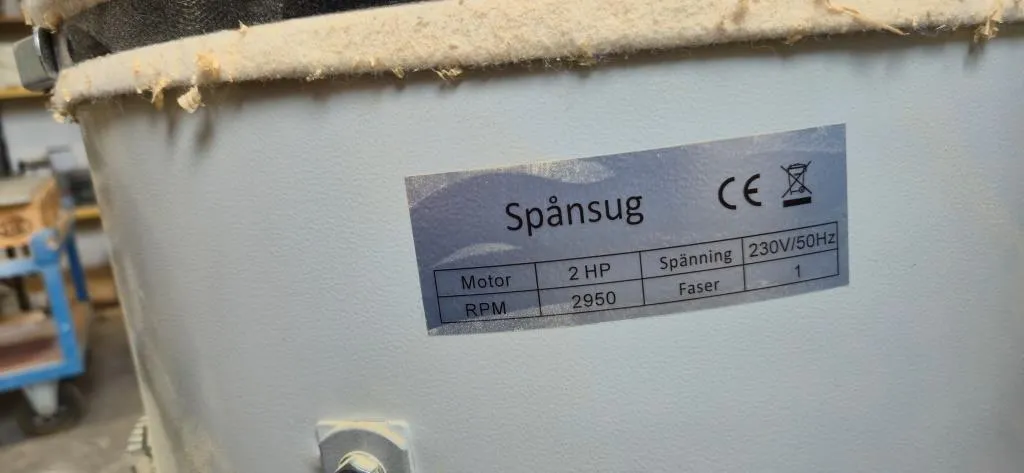 Spånsug CE
Motor 2 HP Spänning 230V/50Hz
RPM 2950 Faser 1